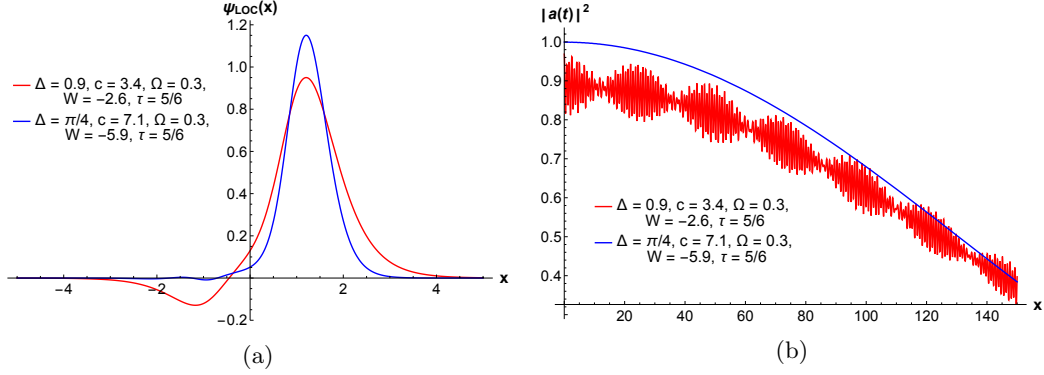 ψLOC(x)
1.2
1.0
0.8
0.6
0.4
0.2
-0.2
-4
-2
2
4
x
Δ = 0.9, c = 3.4, Ω = 0.3,
W = -2.6, τ = 5/6
Δ = π/4, c = 7.1, Ω = 0.3,
W = -5.9, τ = 5/6
(a)
|a(t)|²
1.0
0.9
0.8
0.7
0.6
0.5
0.4
20
40
60
80
100
120
140
x
Δ = 0.9, c = 3.4, Ω = 0.3,
W = -2.6, τ = 5/6
Δ = π/4, c = 7.1, Ω = 0.3,
W = -5.9, τ = 5/6
(b)